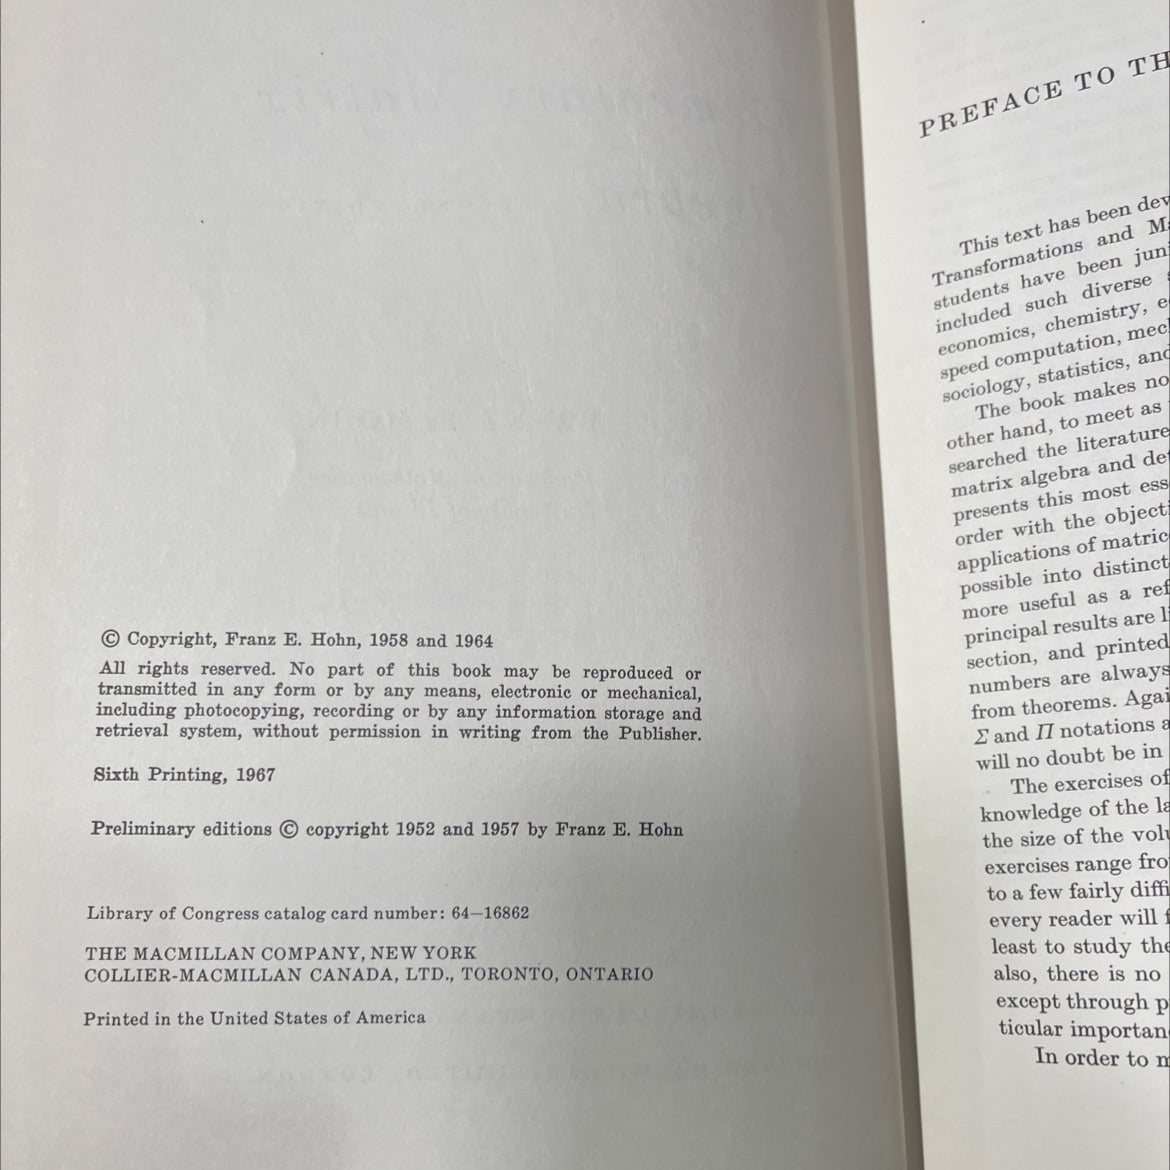 © Copyright, Franz E. Hohn, 1958 and 1964
All rights reserved. No part of this book may be reproduced or
transmitted in any form or by any means, electronic or mechanical,
including photocopying, recording or by any information storage and
retrieval system, without permission in writing from the Publisher.
Sixth Printing, 1967
Preliminary editions © copyright 1952 and 1957 by Franz E. Hohn
Library of Congress catalog card number: 64—16862
THE MACMILLAN COMPANY, NEW YORK
COLLIER-MACMILLAN CANADA, LTD., TORONTO, ONTARIO
Printed in the United States of America
PREFACE TO TH
This text has been dev
Transformations and Ma
students have been juni
included such diverse
economics, chemistry, e
speed computation, mec
sociology, statistics, and
The book makes no
other hand, to meet as
searched the literature
matrix algebra and det
presents this most ess
order with the objecti
applications of matric
possible into distinct
more useful as a ref
principal results are li
section, and printed
numbers are always
from theorems. Agai
Σ and Π notations a
will no doubt be in
The exercises of
knowledge of the la
the size of the volu
exercises range fro
to a few fairly diffi
every reader will f
least to study the
also, there is no
except through p
ticular importan
In order to m